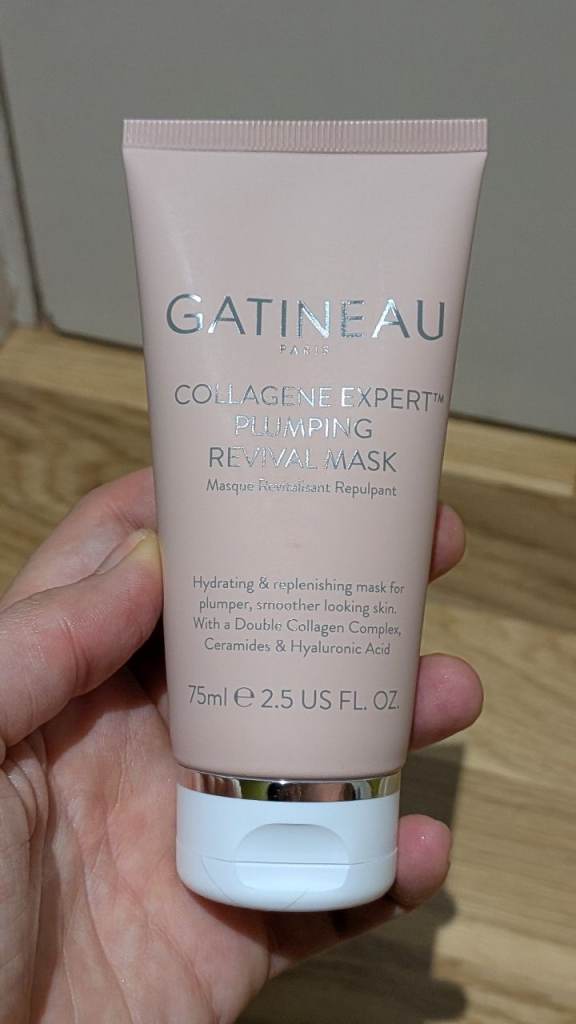 GATINEAU
PARIS
COLLAGENE EXPERT™
PLUMPING
REVIVAL MASK
Masque Revitalisant Repulpant
Hydrating & replenishing mask for
plumper, smoother looking skin.
With a Double Collagen Complex,
Ceramides & Hyaluronic Acid
75ml ℮ 2.5 US FL. OZ.